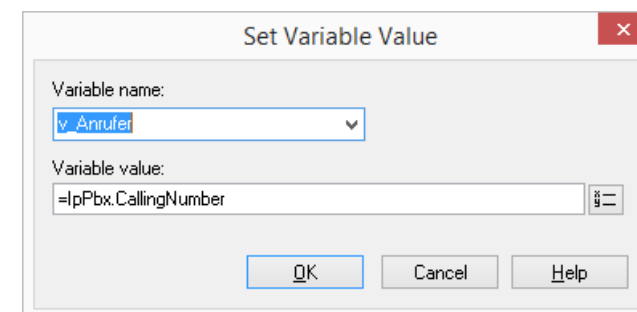 Set Variable Value
Variable name:
v_Anrufer
Variable value:
=IpPbx.CallingNumber
OK Cancel Help